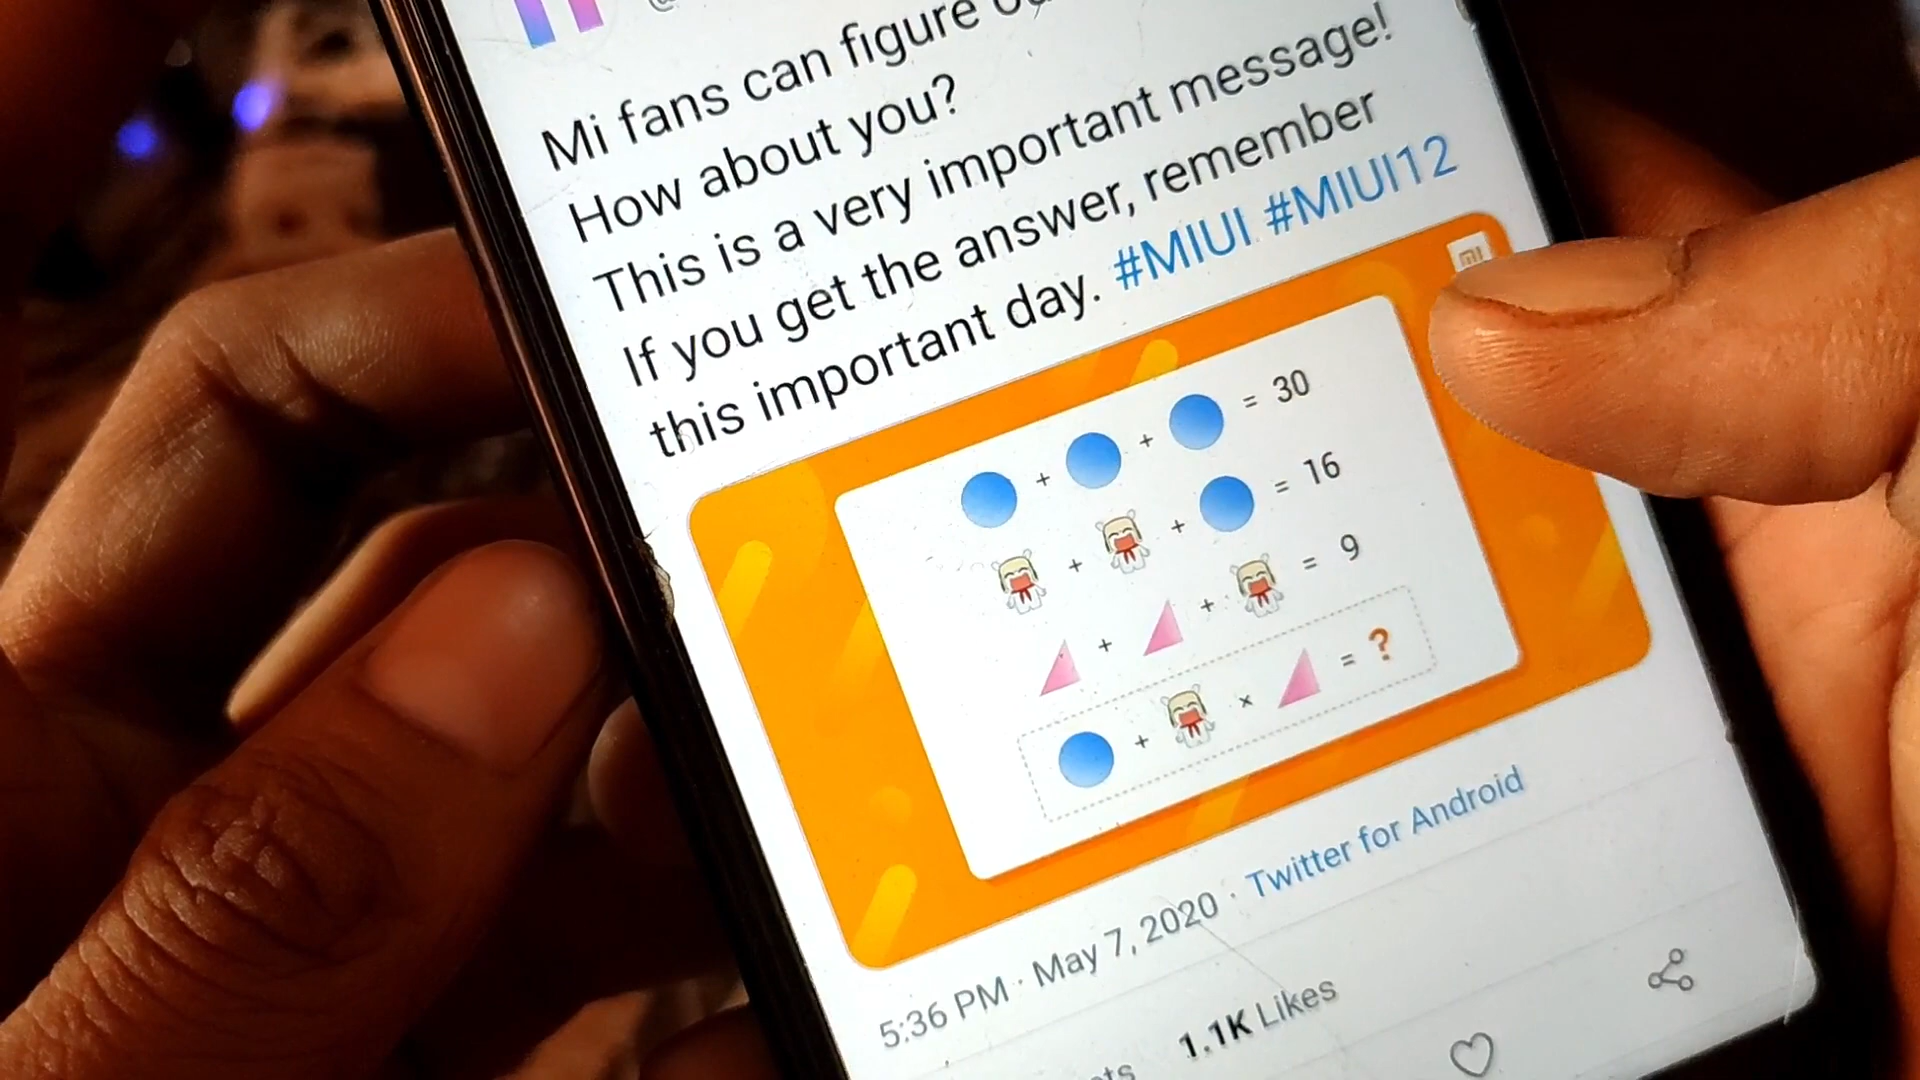 Mi fans can figure
How about you?
This is a very important message!
If you get the answer, remember
this important day. #MIUI #MIUI12
mi
+ + = 30
+ + = 16
+ + = 9
+ × = ?
5:36 PM · May 7, 2020 · Twitter for Android
1.1K Likes